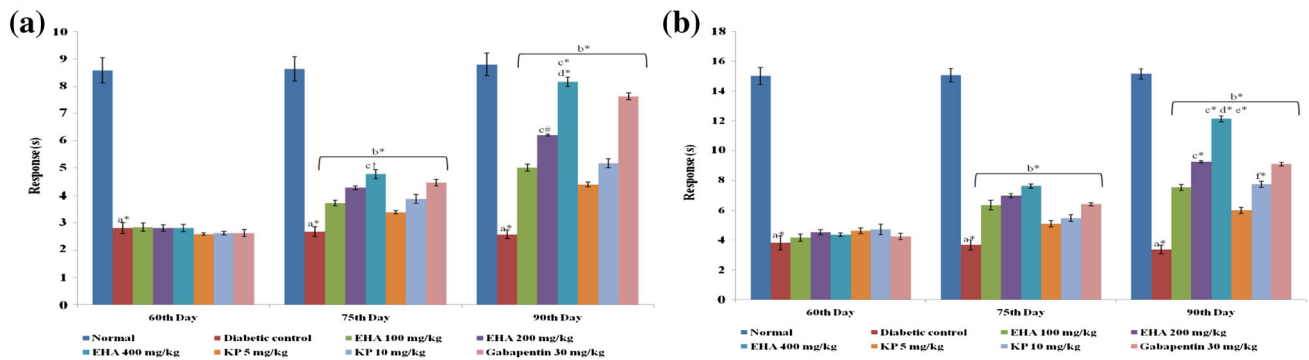 (a)
Response(s)
10
9
8
7
6
5
4
3
2
1
0
a*
a*
b*
c†
a*
b*
c*
d*
c#
60th Day 75th Day 90th Day
Normal Diabetic control EHA 100 mg/kg EHA 200 mg/kg
EHA 400 mg/kg KP 5 mg/kg KP 10 mg/kg Gabapentin 30 mg/kg
(b)
Response(s)
18
16
14
12
10
8
6
4
2
0
a*
a*
b*
a*
b*
c* d* e*
c*
f*
60th Day 75th Day 90th Day
Normal Diabetic control EHA 100 mg/kg EHA 200 mg/kg
EHA 400 mg/kg KP 5 mg/kg KP 10 mg/kg Gabapentin 30 mg/kg